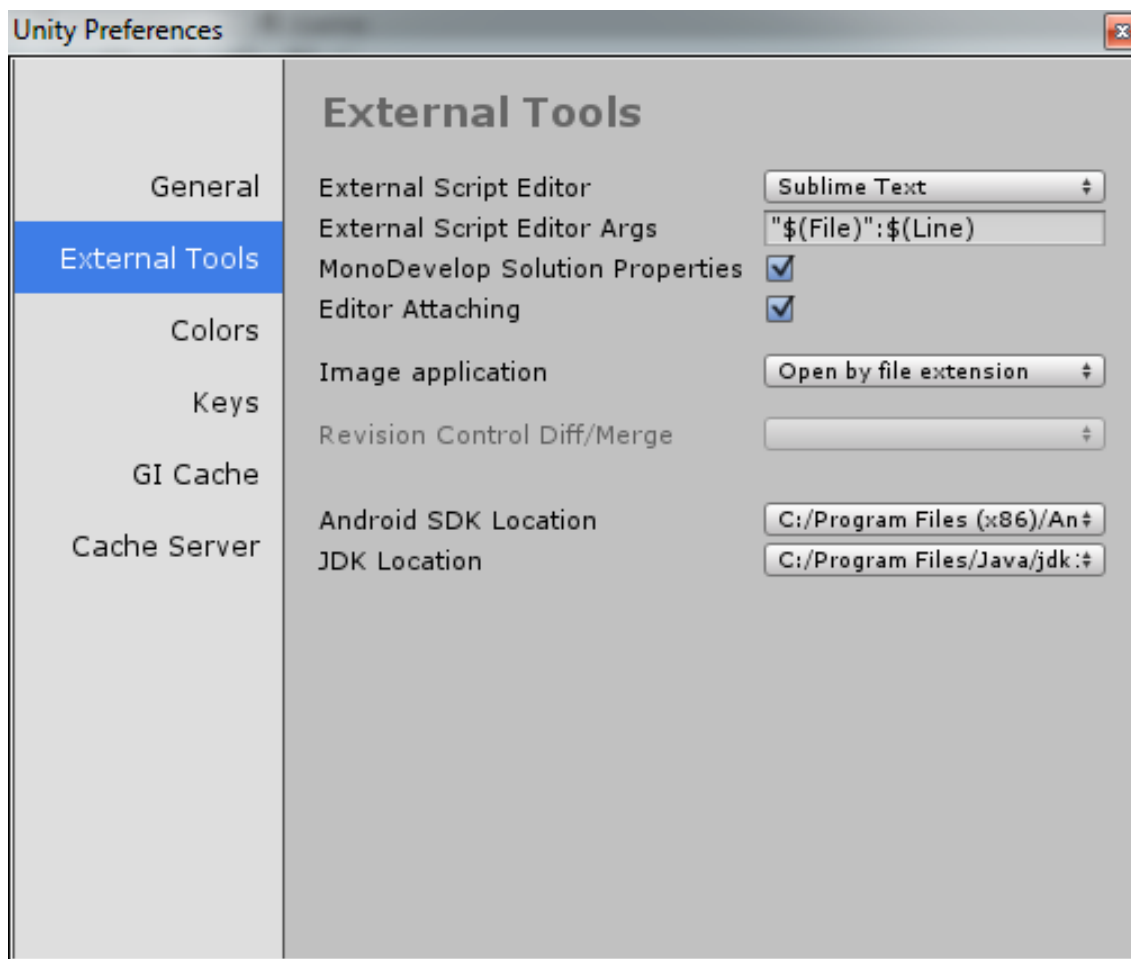 Unity Preferences
External Tools
General
External Tools
Colors
Keys
GI Cache
Cache Server
External Script Editor
Sublime Text
External Script Editor Args
"$(File)":$(Line)
MonoDevelop Solution Properties
Editor Attaching
Image application
Open by file extension
Revision Control Diff/Merge
Android SDK Location
C:/Program Files (x86)/An
JDK Location
C:/Program Files/Java/jdk